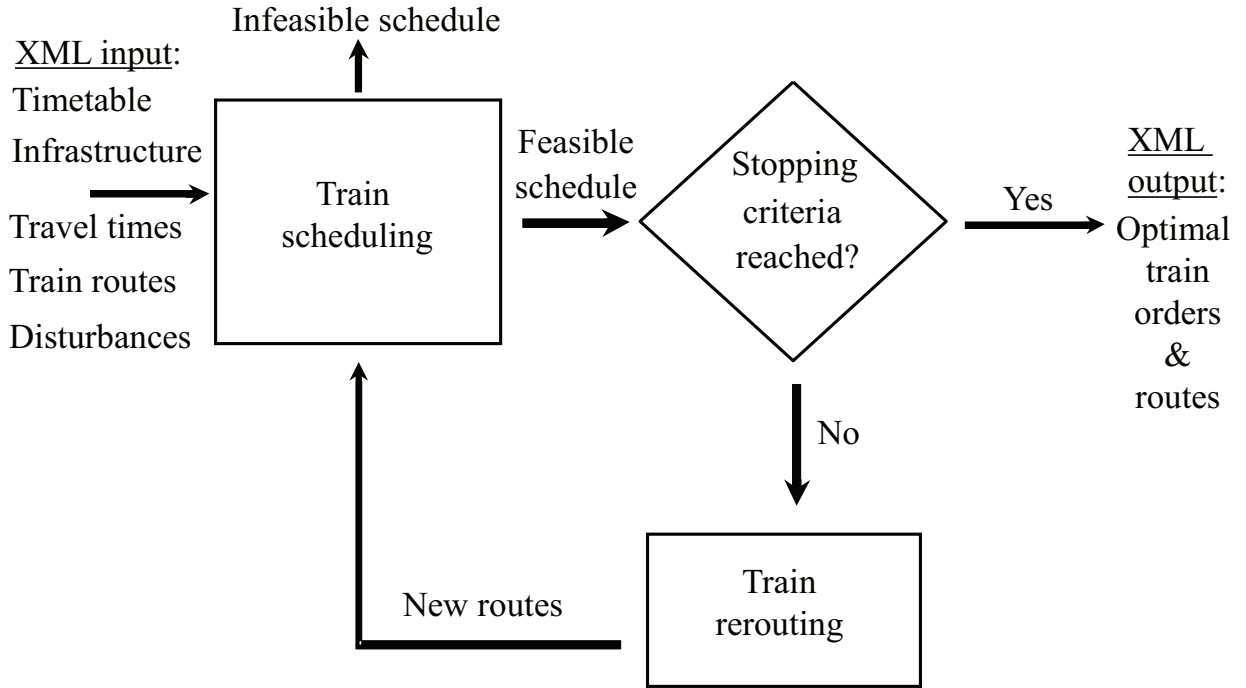 Infeasible schedule
XML input:
Timetable
Infrastructure
Travel times
Train routes
Disturbances
Train
scheduling
Feasible
schedule
Stopping
criteria
reached?
Yes
XML
output:
Optimal
train
orders
&
routes
No
Train
rerouting
New routes